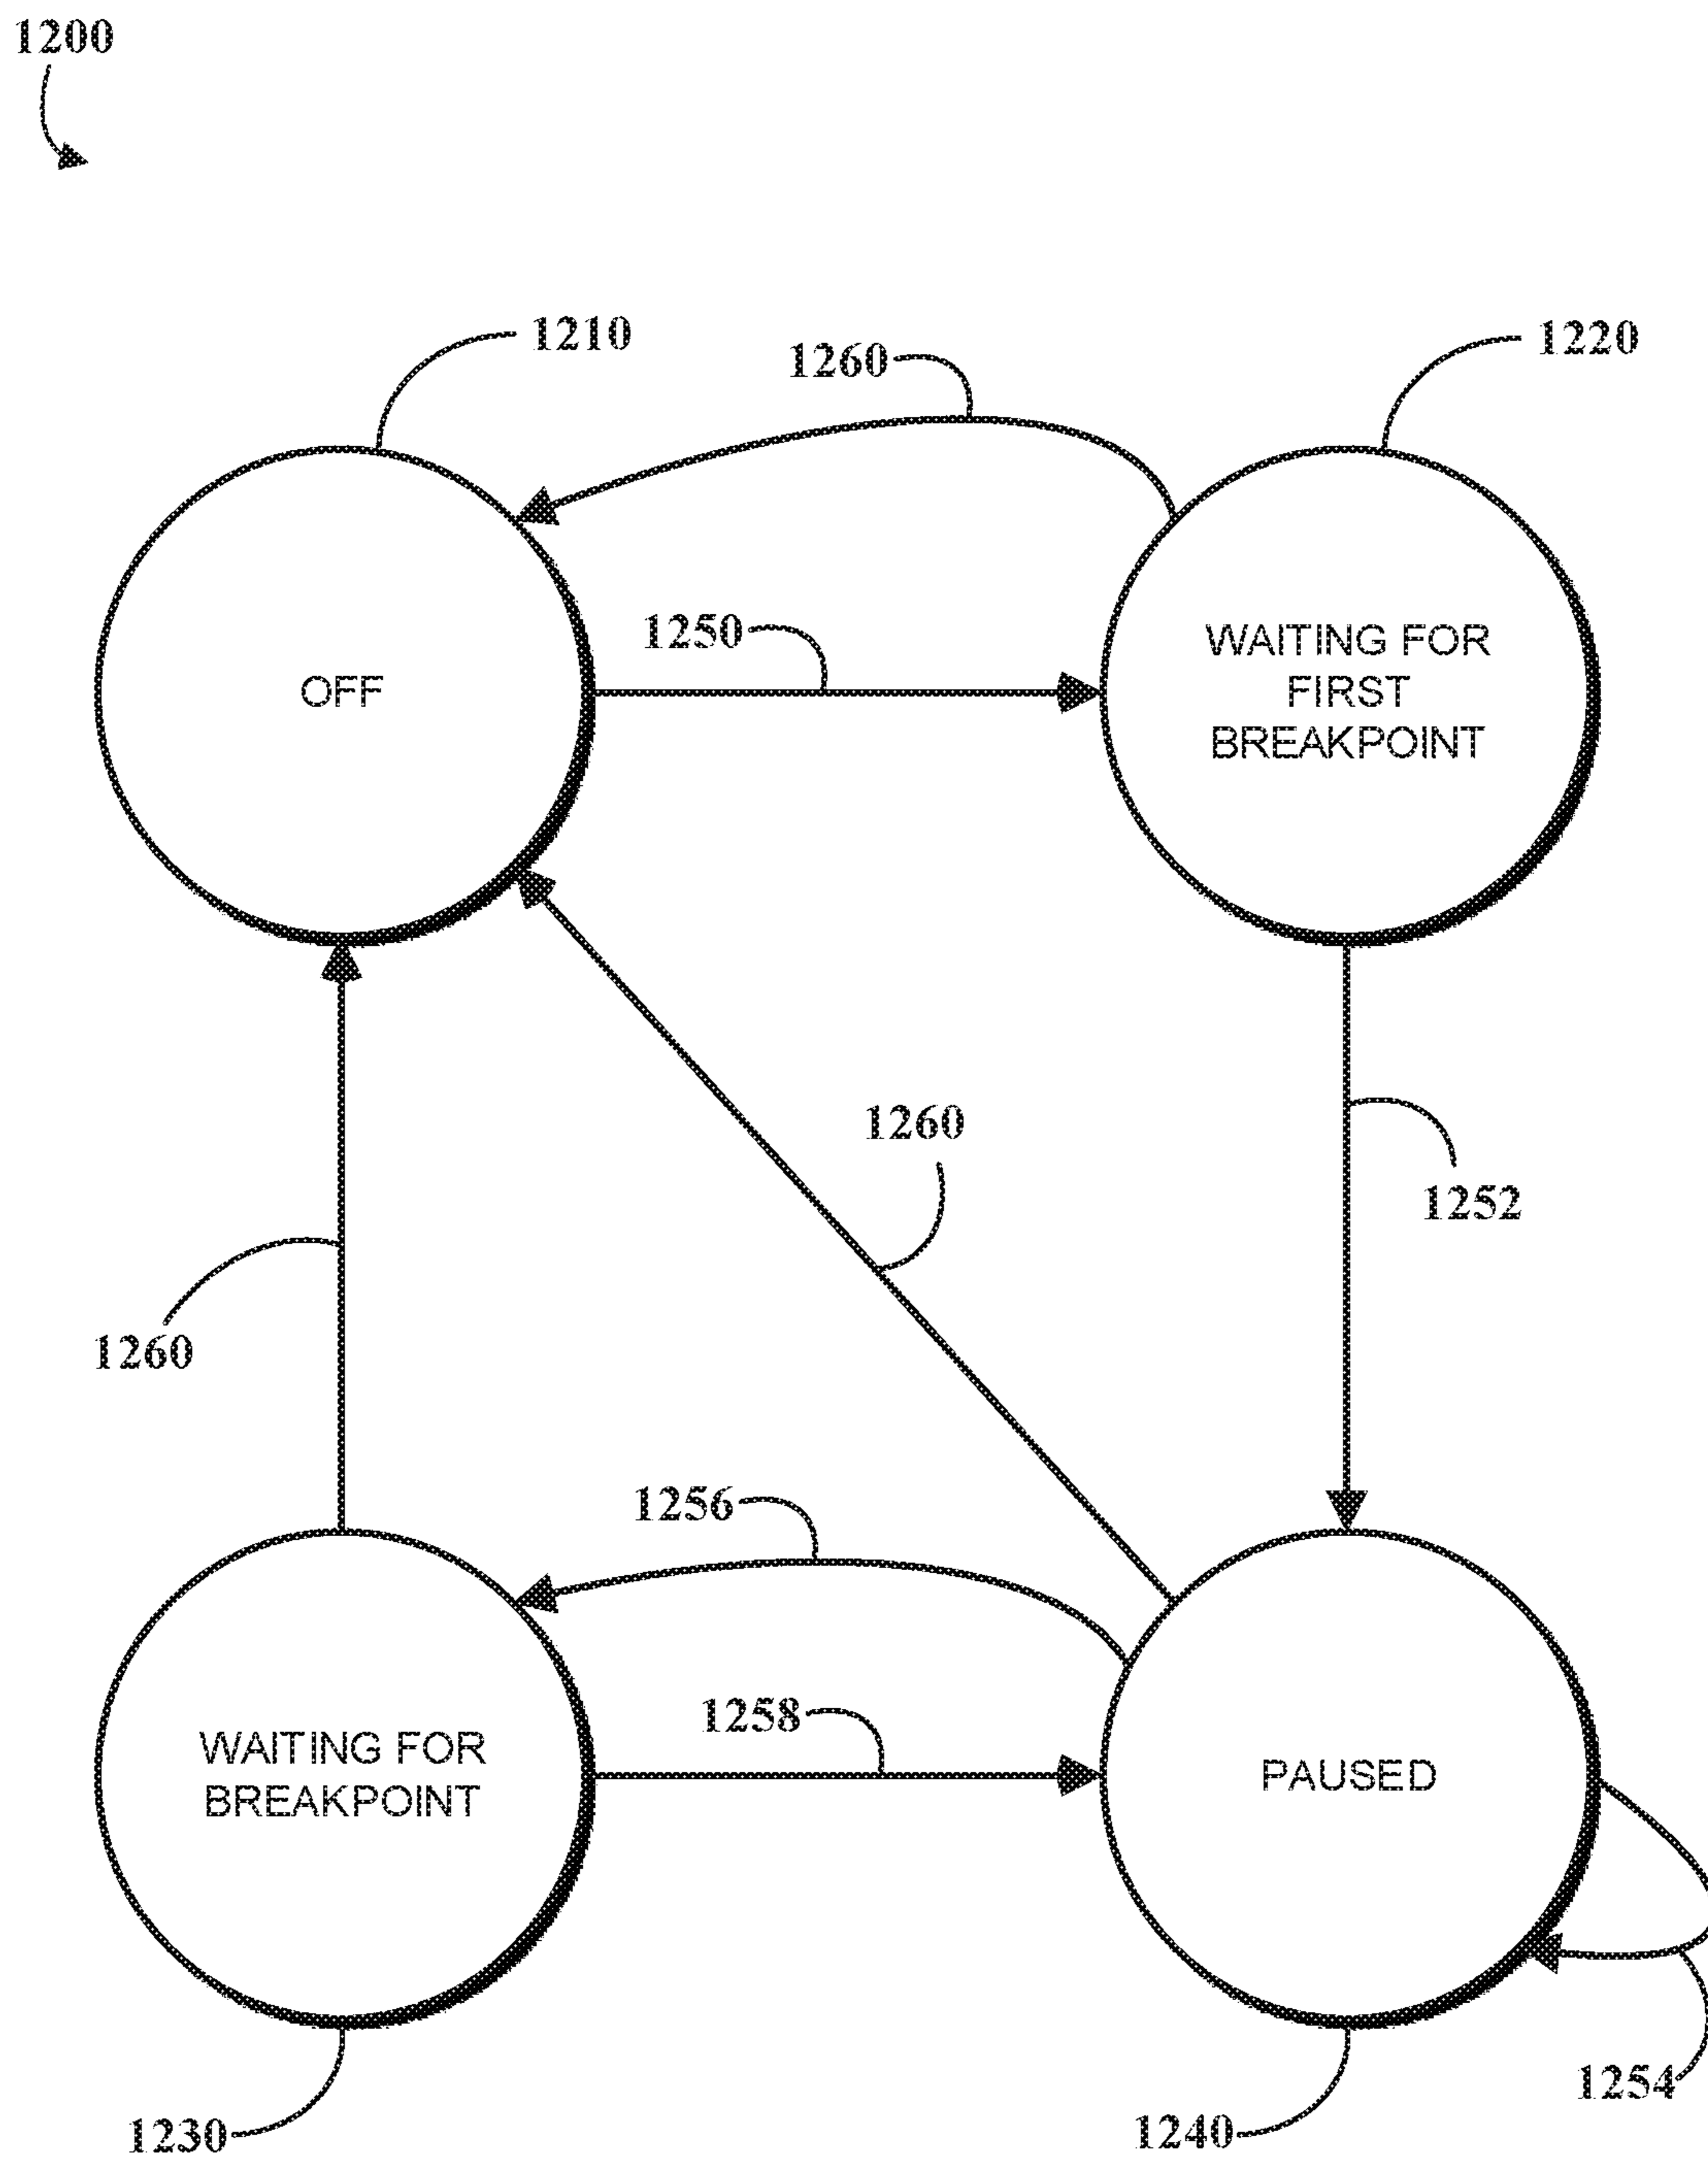 1200
1210
1260
1220
1250
OFF
WAITING FOR
FIRST
BREAKPOINT
1260
1252
1260
1256
1258
WAITING FOR
BREAKPOINT
PAUSED
1254
1230
1240